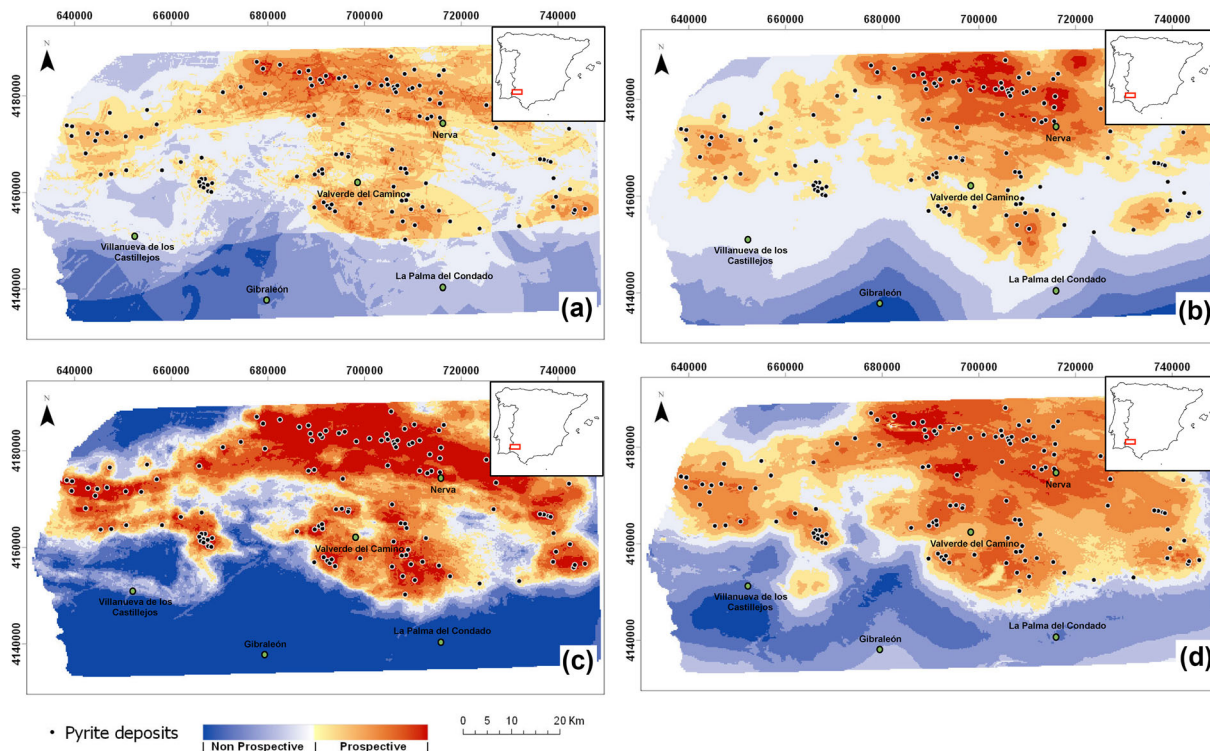 640000 660000 680000 700000 720000 740000
N
4180000
4160000
4140000
Nerva
Valverde del Camino
Villanueva de los
Castillejos
La Palma del Condado
Gibraleón
(a)
640000 660000 680000 700000 720000 740000
N
4180000
4160000
4140000
Nerva
Valverde del Camino
Villanueva de los
Castillejos
La Palma del Condado
Gibraleón
(b)
640000 660000 680000 700000 720000 740000
N
4180000
4160000
4140000
Nerva
Valverde del Camino
Villanueva de los
Castillejos
La Palma del Condado
Gibraleón
(c)
640000 660000 680000 700000 720000 740000
N
4180000
4160000
4140000
Nerva
Valverde del Camino
Villanueva de los
Castillejos
La Palma del Condado
Gibraleón
(d)
Pyrite deposits
Non Prospective Prospective
0 5 10 20 Km